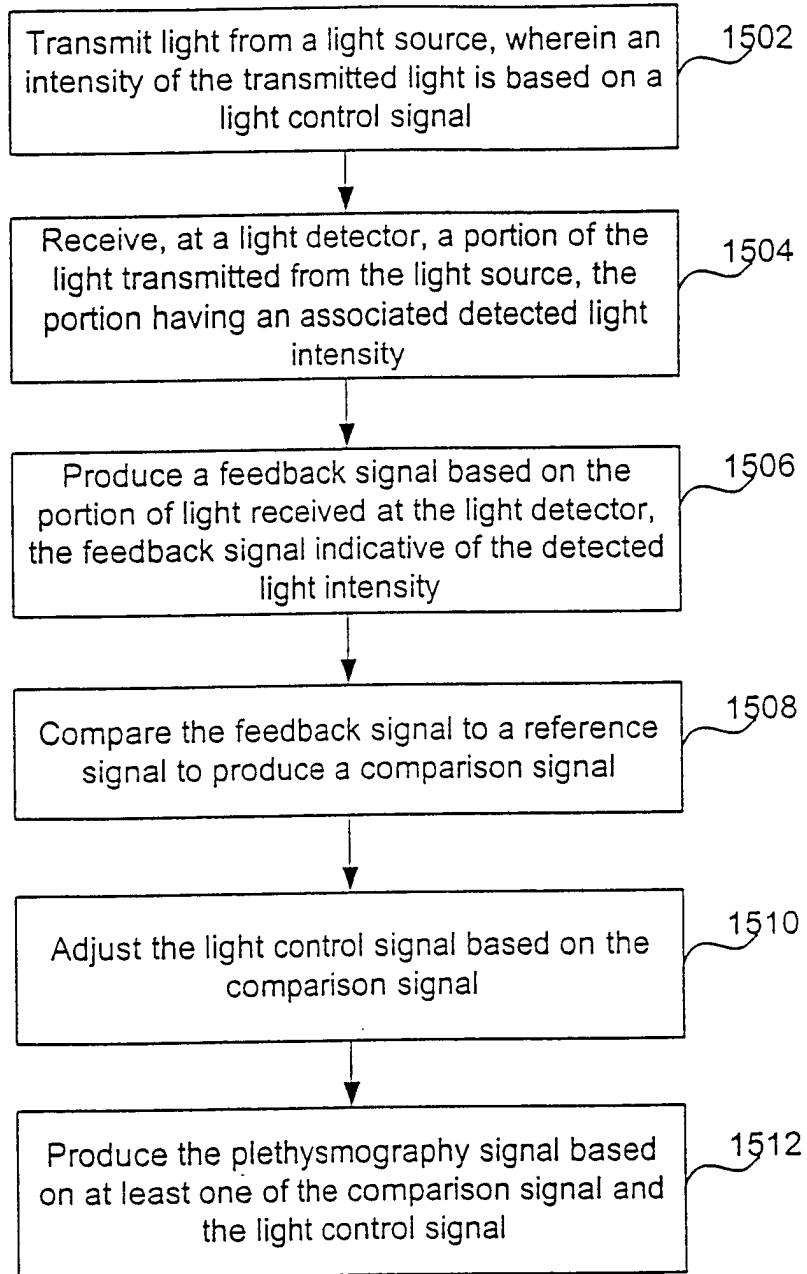 Transmit light from a light source, wherein an
intensity of the transmitted light is based on a
light control signal
1502
Receive, at a light detector, a portion of the
light transmitted from the light source, the
portion having an associated detected light
intensity
1504
Produce a feedback signal based on the
portion of light received at the light detector,
the feedback signal indicative of the detected
light intensity
1506
Compare the feedback signal to a reference
signal to produce a comparison signal
1508
Adjust the light control signal based on the
comparison signal
1510
Produce the plethysmography signal based
on at least one of the comparison signal and
the light control signal
1512